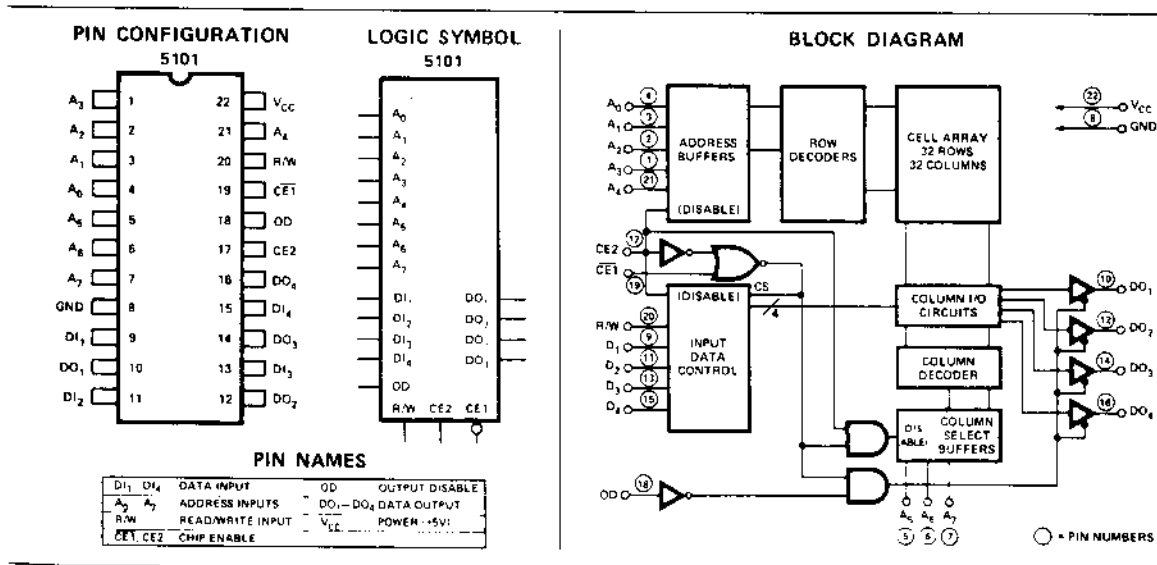 PIN CONFIGURATION
5101
A3 1 22 VCC
A2 2 21 A4
A1 3 20 R/W
A0 4 19 CE1
A5 5 18 OD
A6 6 17 CE2
A7 7 16 DO4
GND 8 15 DI4
DI1 9 14 DO3
DO1 10 13 DI3
DI2 11 12 DO2
LOGIC SYMBOL
5101
A0
A1
A2
A3
A4
A5
A6
A7
DI1 DO1
DI2 DO2
DI3
DI4
OD
R/W CE2 CE1
PIN NAMES
DI1 DI4 DATA INPUT OD OUTPUT DISABLE
A7 ADDRESS INPUTS DO1–DO4 DATA OUTPUT
R/W READ/WRITE INPUT VCC POWER +5V
CE1, CE2 CHIP ENABLE
BLOCK DIAGRAM
A0 4
A1 3
A2 2
A3 1
A4 21
ADDRESS
BUFFERS
(DISABLE)
ROW
DECODERS
CELL ARRAY
32 ROWS
32 COLUMNS
22 VCC
8 GND
CE2 17
CE1 19
CS
4
(DISABLE)
INPUT
DATA
CONTROL
R/W 20
D1 9
D2 11
D3 13
D4 15
COLUMN I/O
CIRCUITS
COLUMN
DECODER
DIS
ABLE)
COLUMN
SELECT
BUFFERS
10 DO1
12 DO2
14 DO3
16 DO4
OD 18
A5 A6 A7
5 6 7
= PIN NUMBERS